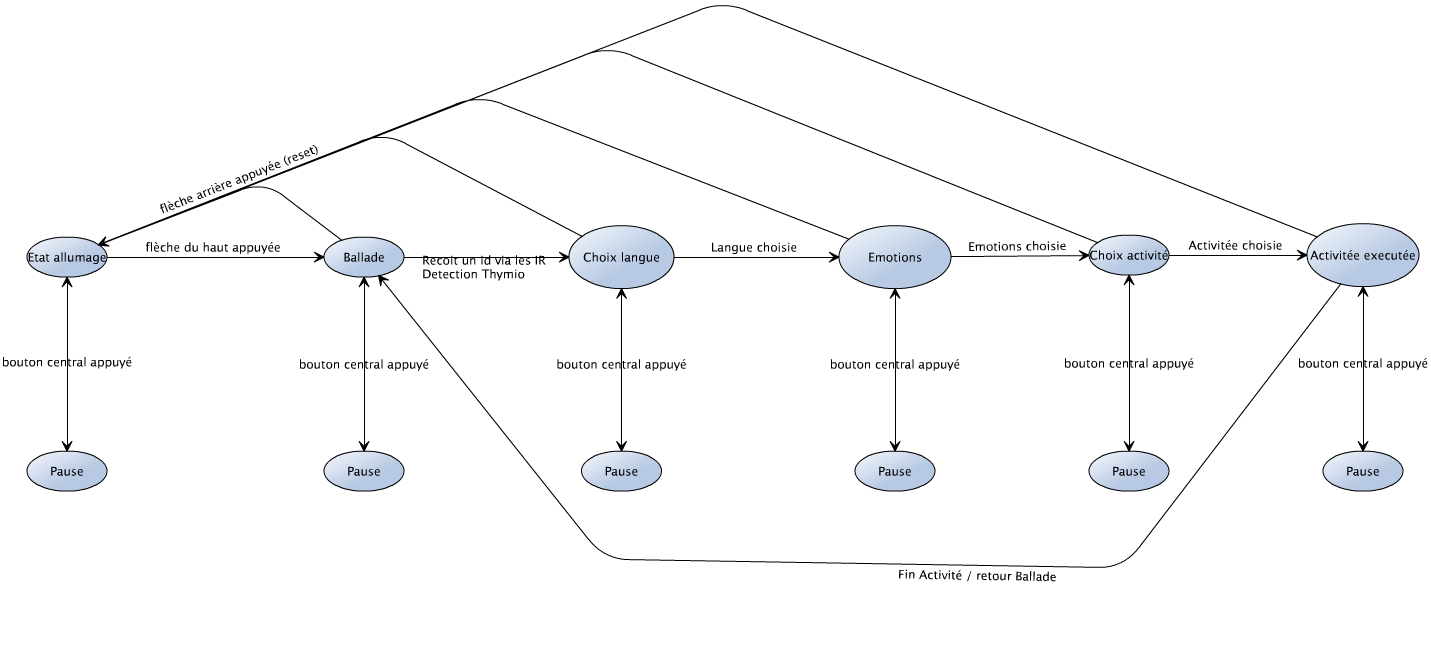 flèche arrière appuyée (reset)
Etat allumage
flèche du haut appuyée
Ballade
Recoit un id via les IR
Detection Thymio
Choix langue
Langue choisie
Emotions
Emotions choisie
Choix activité
Activitée choisie
Activitée executée
bouton central appuyé
bouton central appuyé
bouton central appuyé
bouton central appuyé
bouton central appuyé
bouton central appuyé
Pause
Pause
Pause
Pause
Pause
Pause
Fin Activité / retour Ballade